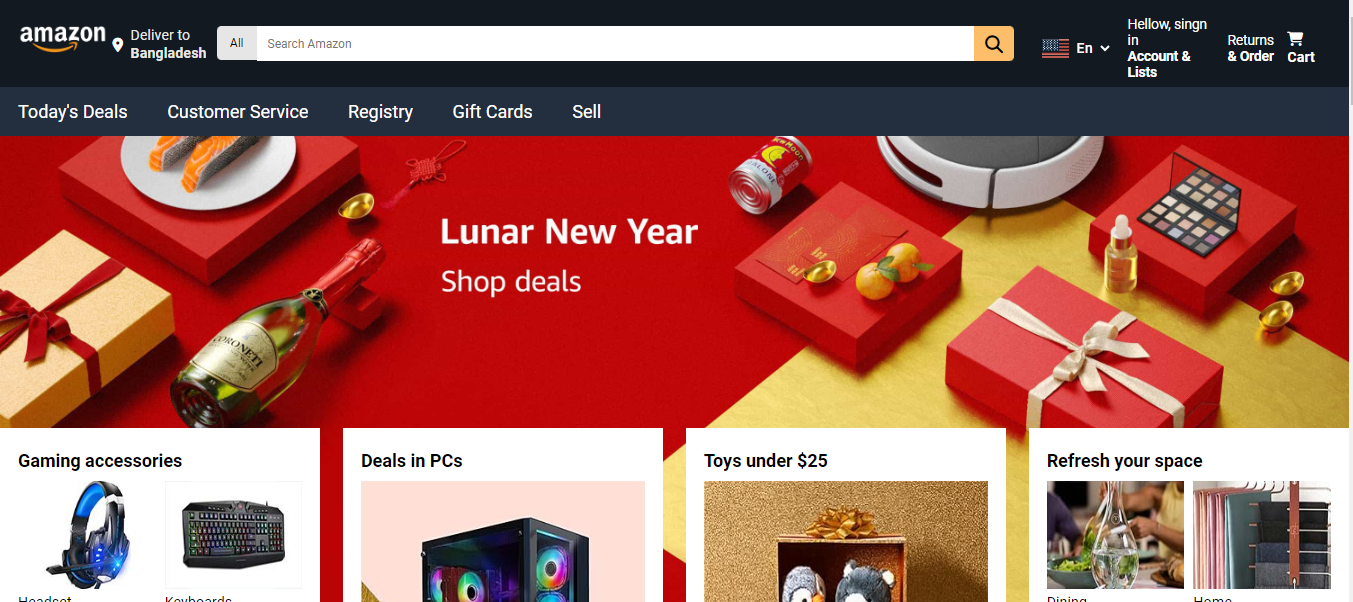 amazon
Deliver to
Bangladesh
All
Search Amazon
En
Hellow, singn
in
Account &
Lists
Returns
& Order
Cart
Today's Deals
Customer Service
Registry
Gift Cards
Sell
Lunar New Year
Shop deals
CORONETI
Gaming accessories
Deals in PCs
Toys under $25
Refresh your space
Headset
Keyboards
Dining
Home